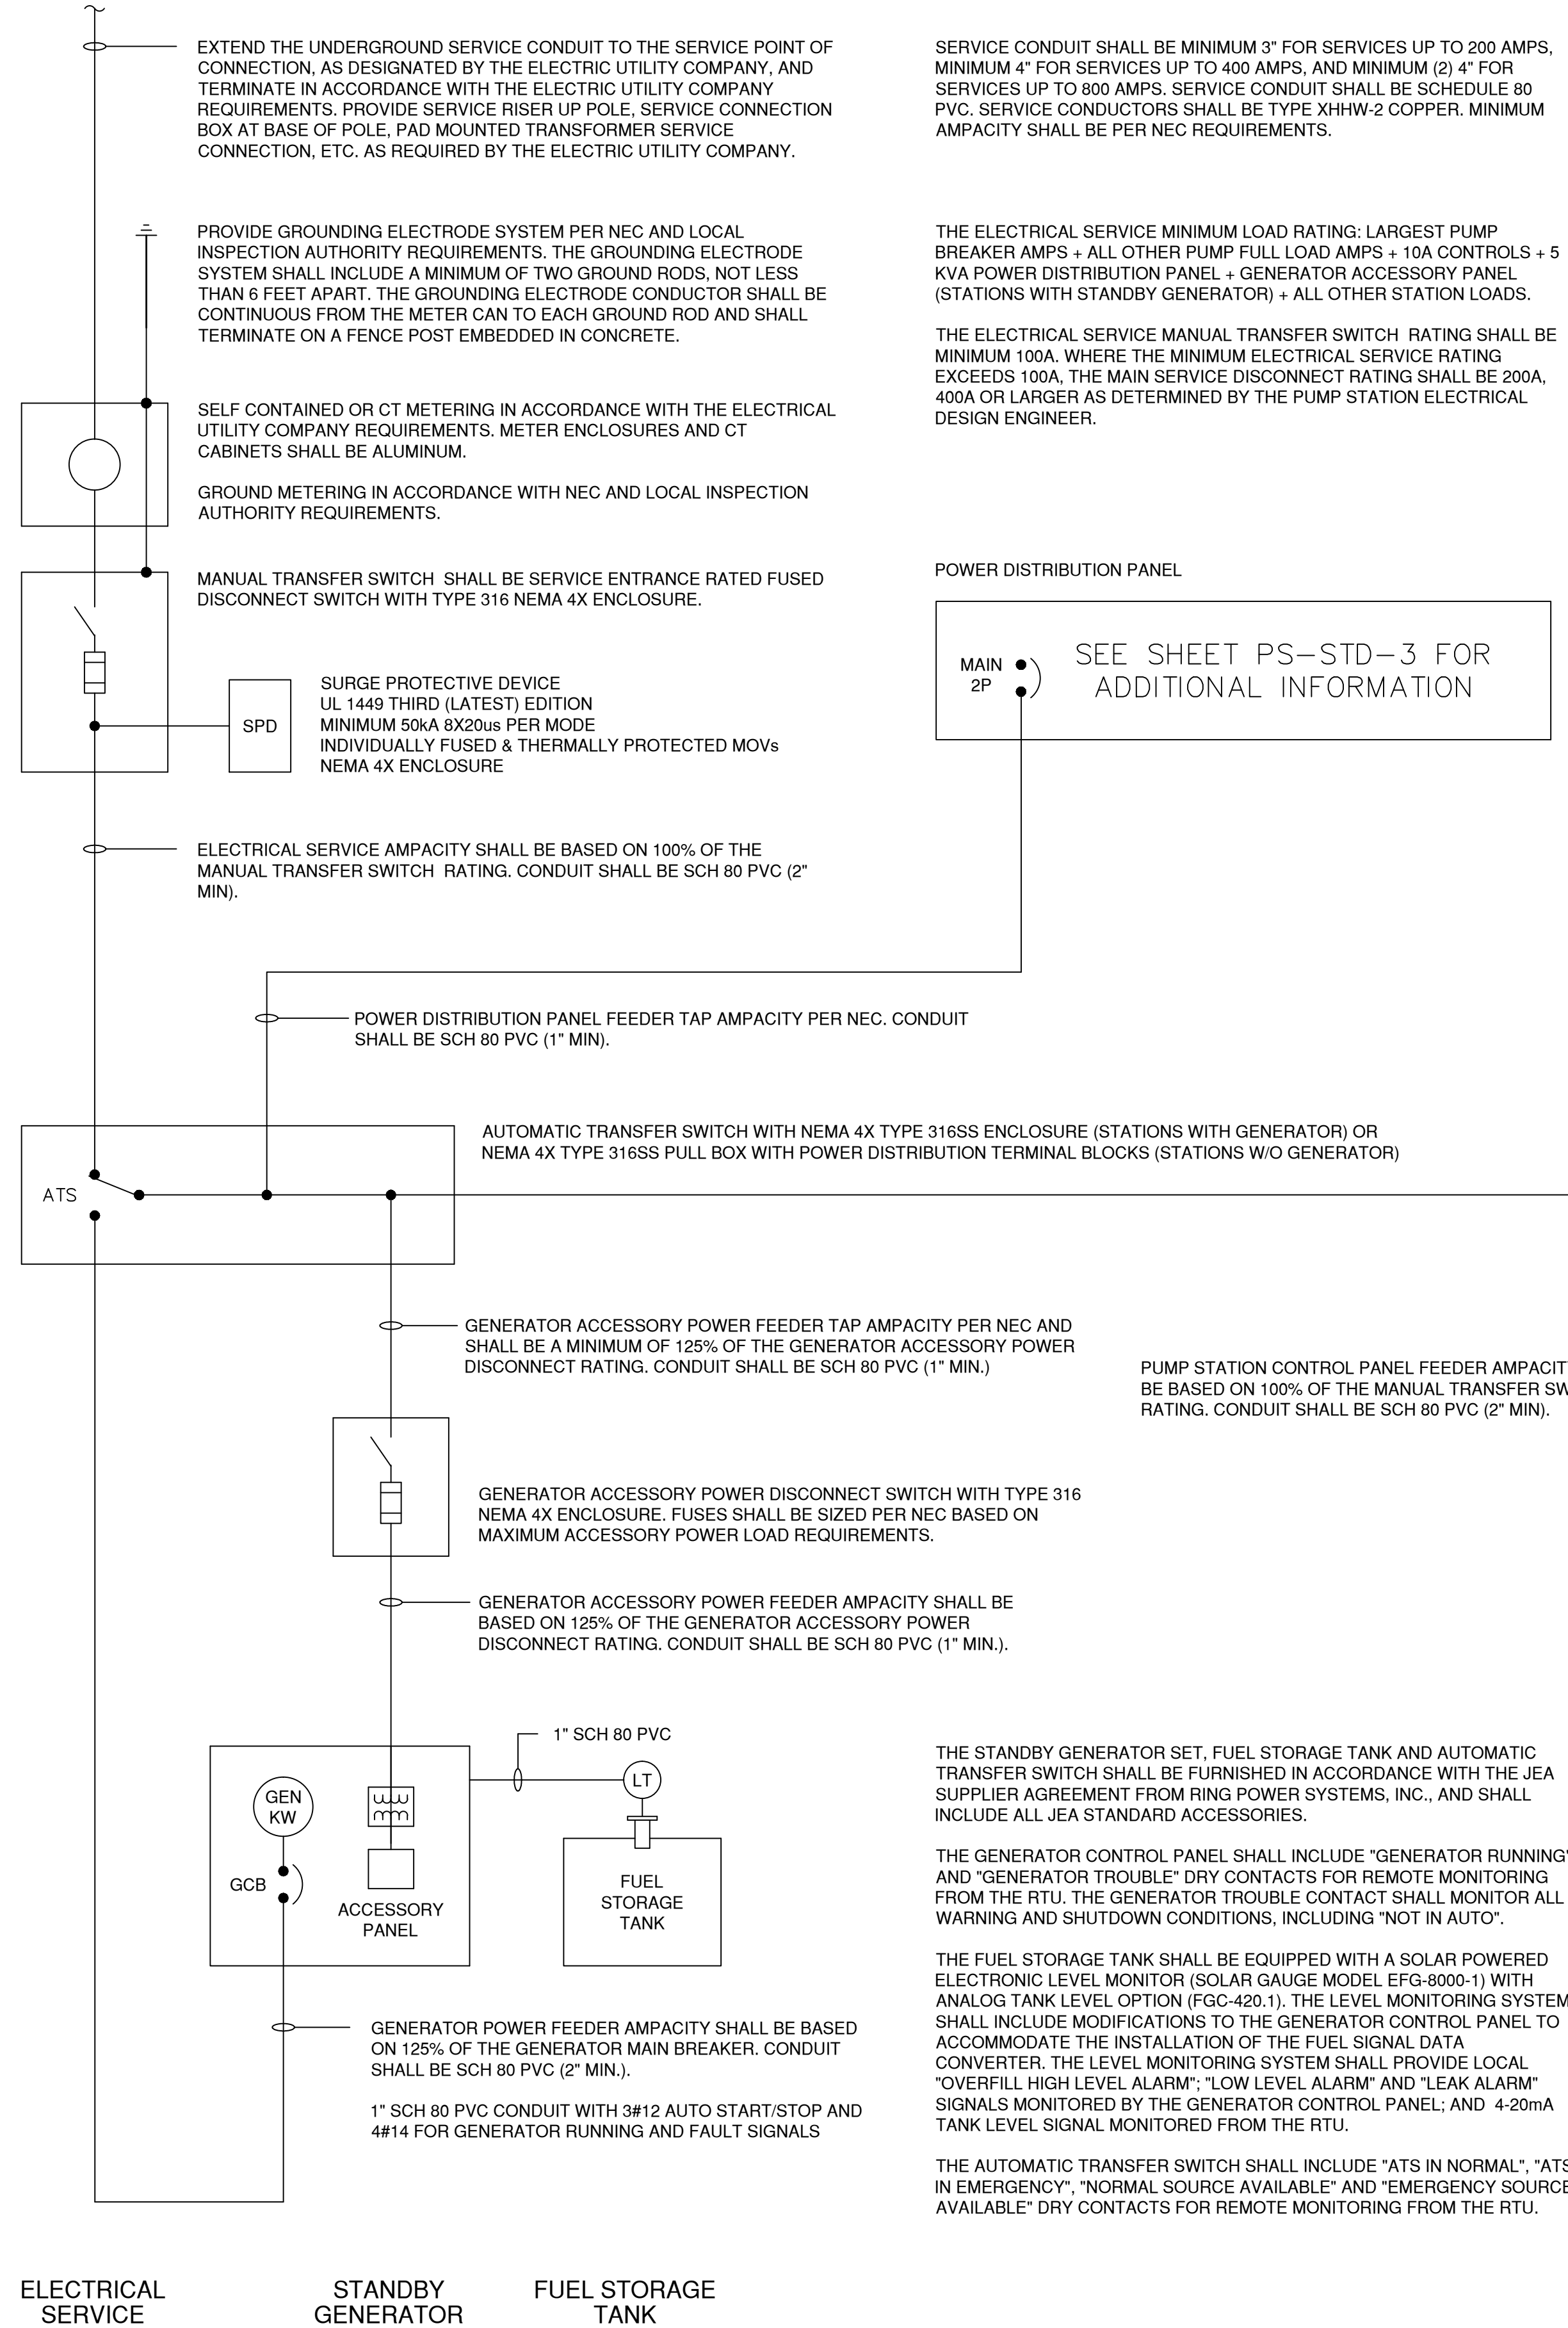 EXTEND THE UNDERGROUND SERVICE CONDUIT TO THE SERVICE POINT OF
CONNECTION, AS DESIGNATED BY THE ELECTRIC UTILITY COMPANY, AND
TERMINATE IN ACCORDANCE WITH THE ELECTRIC UTILITY COMPANY
REQUIREMENTS. PROVIDE SERVICE RISER UP POLE, SERVICE CONNECTION
BOX AT BASE OF POLE, PAD MOUNTED TRANSFORMER SERVICE
CONNECTION, ETC. AS REQUIRED BY THE ELECTRIC UTILITY COMPANY.
SERVICE CONDUIT SHALL BE MINIMUM 3" FOR SERVICES UP TO 200 AMPS,
MINIMUM 4" FOR SERVICES UP TO 400 AMPS, AND MINIMUM (2) 4" FOR
SERVICES UP TO 800 AMPS. SERVICE CONDUIT SHALL BE SCHEDULE 80
PVC. SERVICE CONDUCTORS SHALL BE TYPE XHHW-2 COPPER. MINIMUM
AMPACITY SHALL BE PER NEC REQUIREMENTS.
PROVIDE GROUNDING ELECTRODE SYSTEM PER NEC AND LOCAL
INSPECTION AUTHORITY REQUIREMENTS. THE GROUNDING ELECTRODE
SYSTEM SHALL INCLUDE A MINIMUM OF TWO GROUND RODS, NOT LESS
THAN 6 FEET APART. THE GROUNDING ELECTRODE CONDUCTOR SHALL BE
CONTINUOUS FROM THE METER CAN TO EACH GROUND ROD AND SHALL
TERMINATE ON A FENCE POST EMBEDDED IN CONCRETE.
THE ELECTRICAL SERVICE MINIMUM LOAD RATING: LARGEST PUMP
BREAKER AMPS + ALL OTHER PUMP FULL LOAD AMPS + 10A CONTROLS + 5
KVA POWER DISTRIBUTION PANEL + GENERATOR ACCESSORY PANEL
(STATIONS WITH STANDBY GENERATOR) + ALL OTHER STATION LOADS.
THE ELECTRICAL SERVICE MANUAL TRANSFER SWITCH RATING SHALL BE
MINIMUM 100A. WHERE THE MINIMUM ELECTRICAL SERVICE RATING
EXCEEDS 100A, THE MAIN SERVICE DISCONNECT RATING SHALL BE 200A,
400A OR LARGER AS DETERMINED BY THE PUMP STATION ELECTRICAL
DESIGN ENGINEER.
SELF CONTAINED OR CT METERING IN ACCORDANCE WITH THE ELECTRICAL
UTILITY COMPANY REQUIREMENTS. METER ENCLOSURES AND CT
CABINETS SHALL BE ALUMINUM.
GROUND METERING IN ACCORDANCE WITH NEC AND LOCAL INSPECTION
AUTHORITY REQUIREMENTS.
MANUAL TRANSFER SWITCH SHALL BE SERVICE ENTRANCE RATED FUSED
DISCONNECT SWITCH WITH TYPE 316 NEMA 4X ENCLOSURE.
POWER DISTRIBUTION PANEL
MAIN
2P
SEE SHEET PS-STD-3 FOR
ADDITIONAL INFORMATION
SPD
SURGE PROTECTIVE DEVICE
UL 1449 THIRD (LATEST) EDITION
MINIMUM 50kA 8X20us PER MODE
INDIVIDUALLY FUSED & THERMALLY PROTECTED MOVs
NEMA 4X ENCLOSURE
ELECTRICAL SERVICE AMPACITY SHALL BE BASED ON 100% OF THE
MANUAL TRANSFER SWITCH RATING. CONDUIT SHALL BE SCH 80 PVC (2"
MIN).
POWER DISTRIBUTION PANEL FEEDER TAP AMPACITY PER NEC. CONDUIT
SHALL BE SCH 80 PVC (1" MIN).
AUTOMATIC TRANSFER SWITCH WITH NEMA 4X TYPE 316SS ENCLOSURE (STATIONS WITH GENERATOR) OR
NEMA 4X TYPE 316SS PULL BOX WITH POWER DISTRIBUTION TERMINAL BLOCKS (STATIONS W/O GENERATOR)
ATS
GENERATOR ACCESSORY POWER FEEDER TAP AMPACITY PER NEC AND
SHALL BE A MINIMUM OF 125% OF THE GENERATOR ACCESSORY POWER
DISCONNECT RATING. CONDUIT SHALL BE SCH 80 PVC (1" MIN.)
PUMP STATION CONTROL PANEL FEEDER AMPACIT
BE BASED ON 100% OF THE MANUAL TRANSFER SW
RATING. CONDUIT SHALL BE SCH 80 PVC (2" MIN).
GENERATOR ACCESSORY POWER DISCONNECT SWITCH WITH TYPE 316
NEMA 4X ENCLOSURE. FUSES SHALL BE SIZED PER NEC BASED ON
MAXIMUM ACCESSORY POWER LOAD REQUIREMENTS.
GENERATOR ACCESSORY POWER FEEDER AMPACITY SHALL BE
BASED ON 125% OF THE GENERATOR ACCESSORY POWER
DISCONNECT RATING. CONDUIT SHALL BE SCH 80 PVC (1" MIN.).
1" SCH 80 PVC
LT
GEN
KW
GCB
ACCESSORY
PANEL
FUEL
STORAGE
TANK
THE STANDBY GENERATOR SET, FUEL STORAGE TANK AND AUTOMATIC
TRANSFER SWITCH SHALL BE FURNISHED IN ACCORDANCE WITH THE JEA
SUPPLIER AGREEMENT FROM RING POWER SYSTEMS, INC., AND SHALL
INCLUDE ALL JEA STANDARD ACCESSORIES.
THE GENERATOR CONTROL PANEL SHALL INCLUDE "GENERATOR RUNNING"
AND "GENERATOR TROUBLE" DRY CONTACTS FOR REMOTE MONITORING
FROM THE RTU. THE GENERATOR TROUBLE CONTACT SHALL MONITOR ALL
WARNING AND SHUTDOWN CONDITIONS, INCLUDING "NOT IN AUTO".
THE FUEL STORAGE TANK SHALL BE EQUIPPED WITH A SOLAR POWERED
ELECTRONIC LEVEL MONITOR (SOLAR GAUGE MODEL EFG-8000-1) WITH
ANALOG TANK LEVEL OPTION (FGC-420.1). THE LEVEL MONITORING SYSTEM
SHALL INCLUDE MODIFICATIONS TO THE GENERATOR CONTROL PANEL TO
ACCOMMODATE THE INSTALLATION OF THE FUEL SIGNAL DATA
CONVERTER. THE LEVEL MONITORING SYSTEM SHALL PROVIDE LOCAL
"OVERFILL HIGH LEVEL ALARM"; "LOW LEVEL ALARM" AND "LEAK ALARM"
SIGNALS MONITORED BY THE GENERATOR CONTROL PANEL; AND 4-20mA
TANK LEVEL SIGNAL MONITORED FROM THE RTU.
THE AUTOMATIC TRANSFER SWITCH SHALL INCLUDE "ATS IN NORMAL", "ATS
IN EMERGENCY", "NORMAL SOURCE AVAILABLE" AND "EMERGENCY SOURCE
AVAILABLE" DRY CONTACTS FOR REMOTE MONITORING FROM THE RTU.
GENERATOR POWER FEEDER AMPACITY SHALL BE BASED
ON 125% OF THE GENERATOR MAIN BREAKER. CONDUIT
SHALL BE SCH 80 PVC (2" MIN.).
1" SCH 80 PVC CONDUIT WITH 3#12 AUTO START/STOP AND
4#14 FOR GENERATOR RUNNING AND FAULT SIGNALS
ELECTRICAL
SERVICE
STANDBY
GENERATOR
FUEL STORAGE
TANK